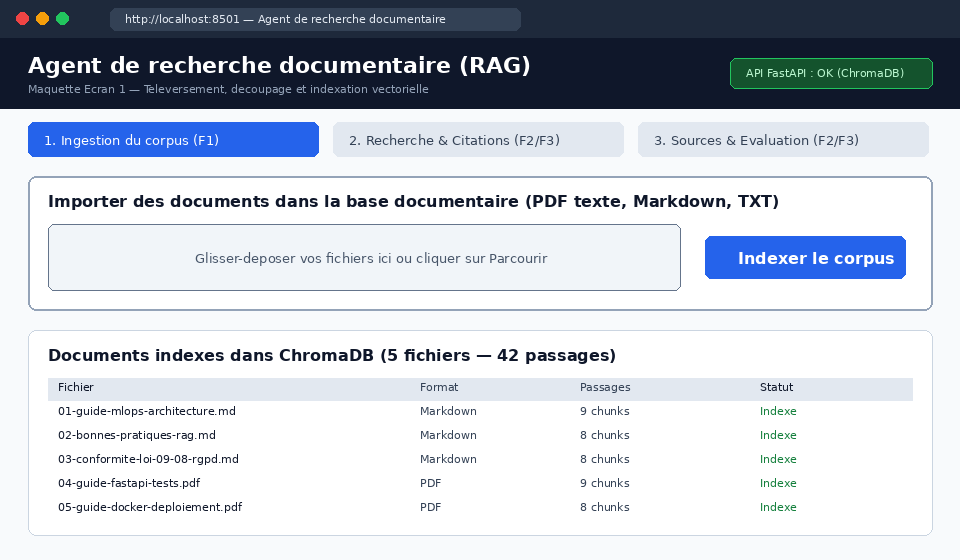 http://localhost:8501 — Agent de recherche documentaire
Agent de recherche documentaire (RAG)
Maquette Ecran 1 — Televersement, decoupage et indexation vectorielle
API FastAPI : OK (ChromaDB)
1. Ingestion du corpus (F1)
2. Recherche & Citations (F2/F3)
3. Sources & Evaluation (F2/F3)
Importer des documents dans la base documentaire (PDF texte, Markdown, TXT)
Glisser-deposer vos fichiers ici ou cliquer sur Parcourir
Indexer le corpus
Documents indexes dans ChromaDB (5 fichiers — 42 passages)
Fichier Format Passages Statut
01-guide-mlops-architecture.md Markdown 9 chunks Indexe
02-bonnes-pratiques-rag.md Markdown 8 chunks Indexe
03-conformite-loi-09-08-rgpd.md Markdown 8 chunks Indexe
04-guide-fastapi-tests.pdf PDF 9 chunks Indexe
05-guide-docker-deploiement.pdf PDF 8 chunks Indexe